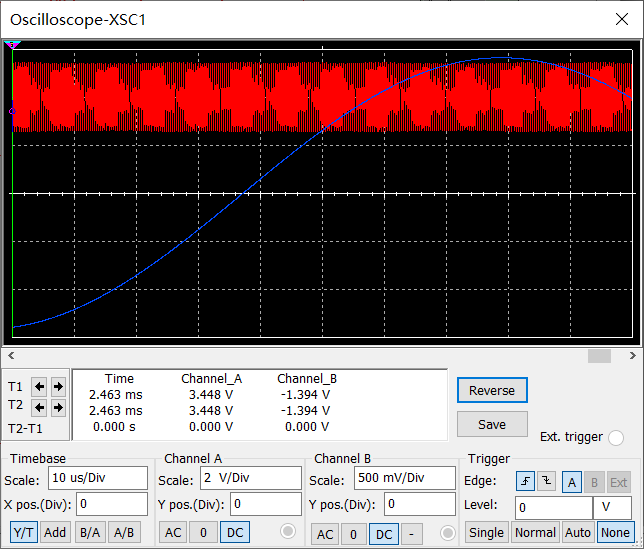 Oscilloscope-XSC1
T1
T2
T2-T1
Time Channel_A Channel_B
2.463 ms 3.448 V -1.394 V
2.463 ms 3.448 V -1.394 V
0.000 s 0.000 V 0.000 V
Reverse
Save
Ext. trigger
Timebase
Scale: 10 us/Div
X pos.(Div): 0
Y/T Add B/A A/B
Channel A
Scale: 2 V/Div
Y pos.(Div): 0
AC 0 DC
Channel B
Scale: 500 mV/Div
Y pos.(Div): 0
AC 0 DC -
Trigger
Edge: A B Ext
Level: 0 V
Single Normal Auto None